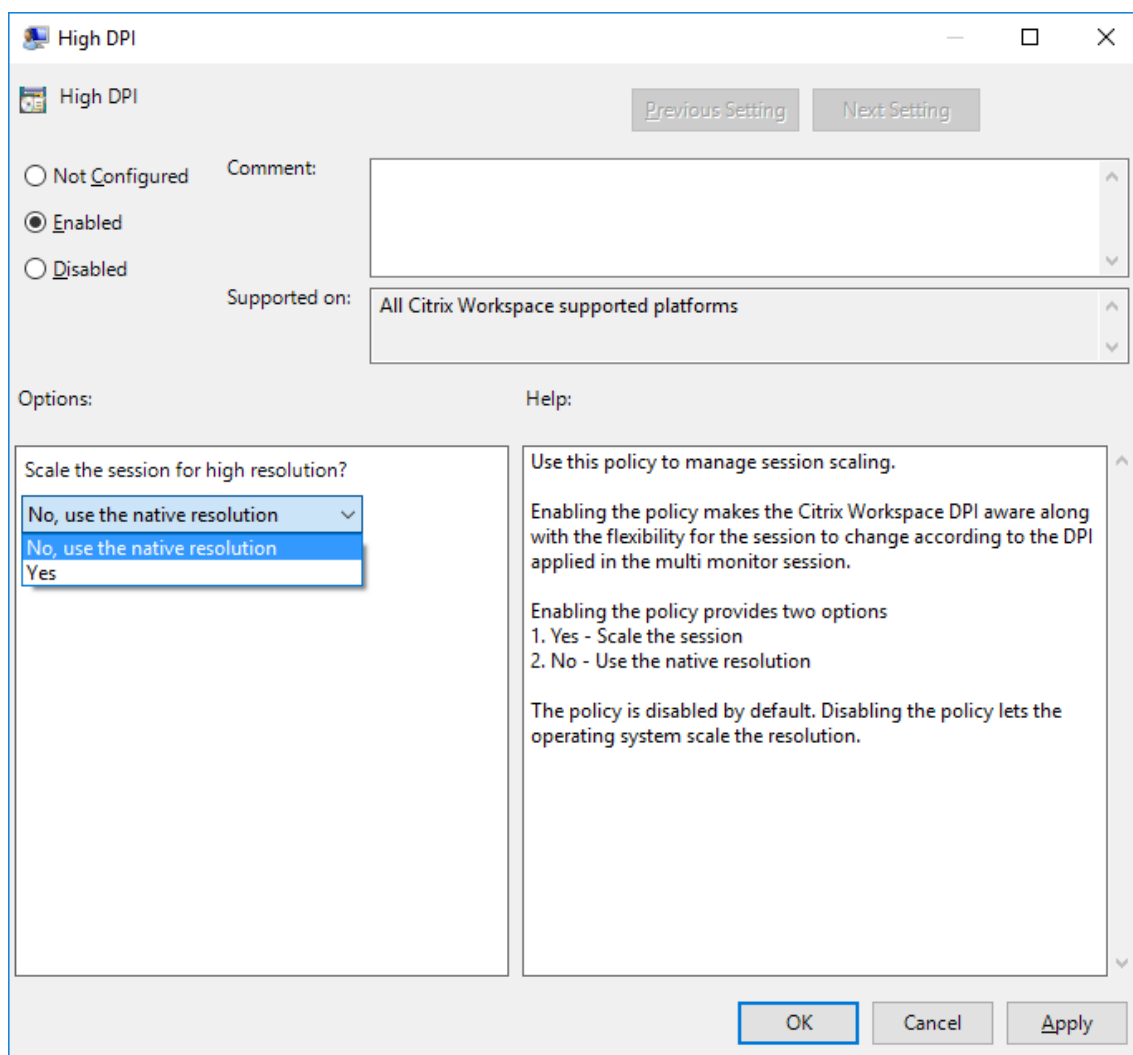 High DPI
High DPI
Previous Setting
Next Setting
Not Configured
Comment:
Enabled
Disabled
Supported on:
All Citrix Workspace supported platforms
Options:
Help:
Scale the session for high resolution?
No, use the native resolution
No, use the native resolution
Yes
Use this policy to manage session scaling.
Enabling the policy makes the Citrix Workspace DPI aware along
with the flexibility for the session to change according to the DPI
applied in the multi monitor session.
Enabling the policy provides two options
1. Yes - Scale the session
2. No - Use the native resolution
The policy is disabled by default. Disabling the policy lets the
operating system scale the resolution.
OK
Cancel
Apply